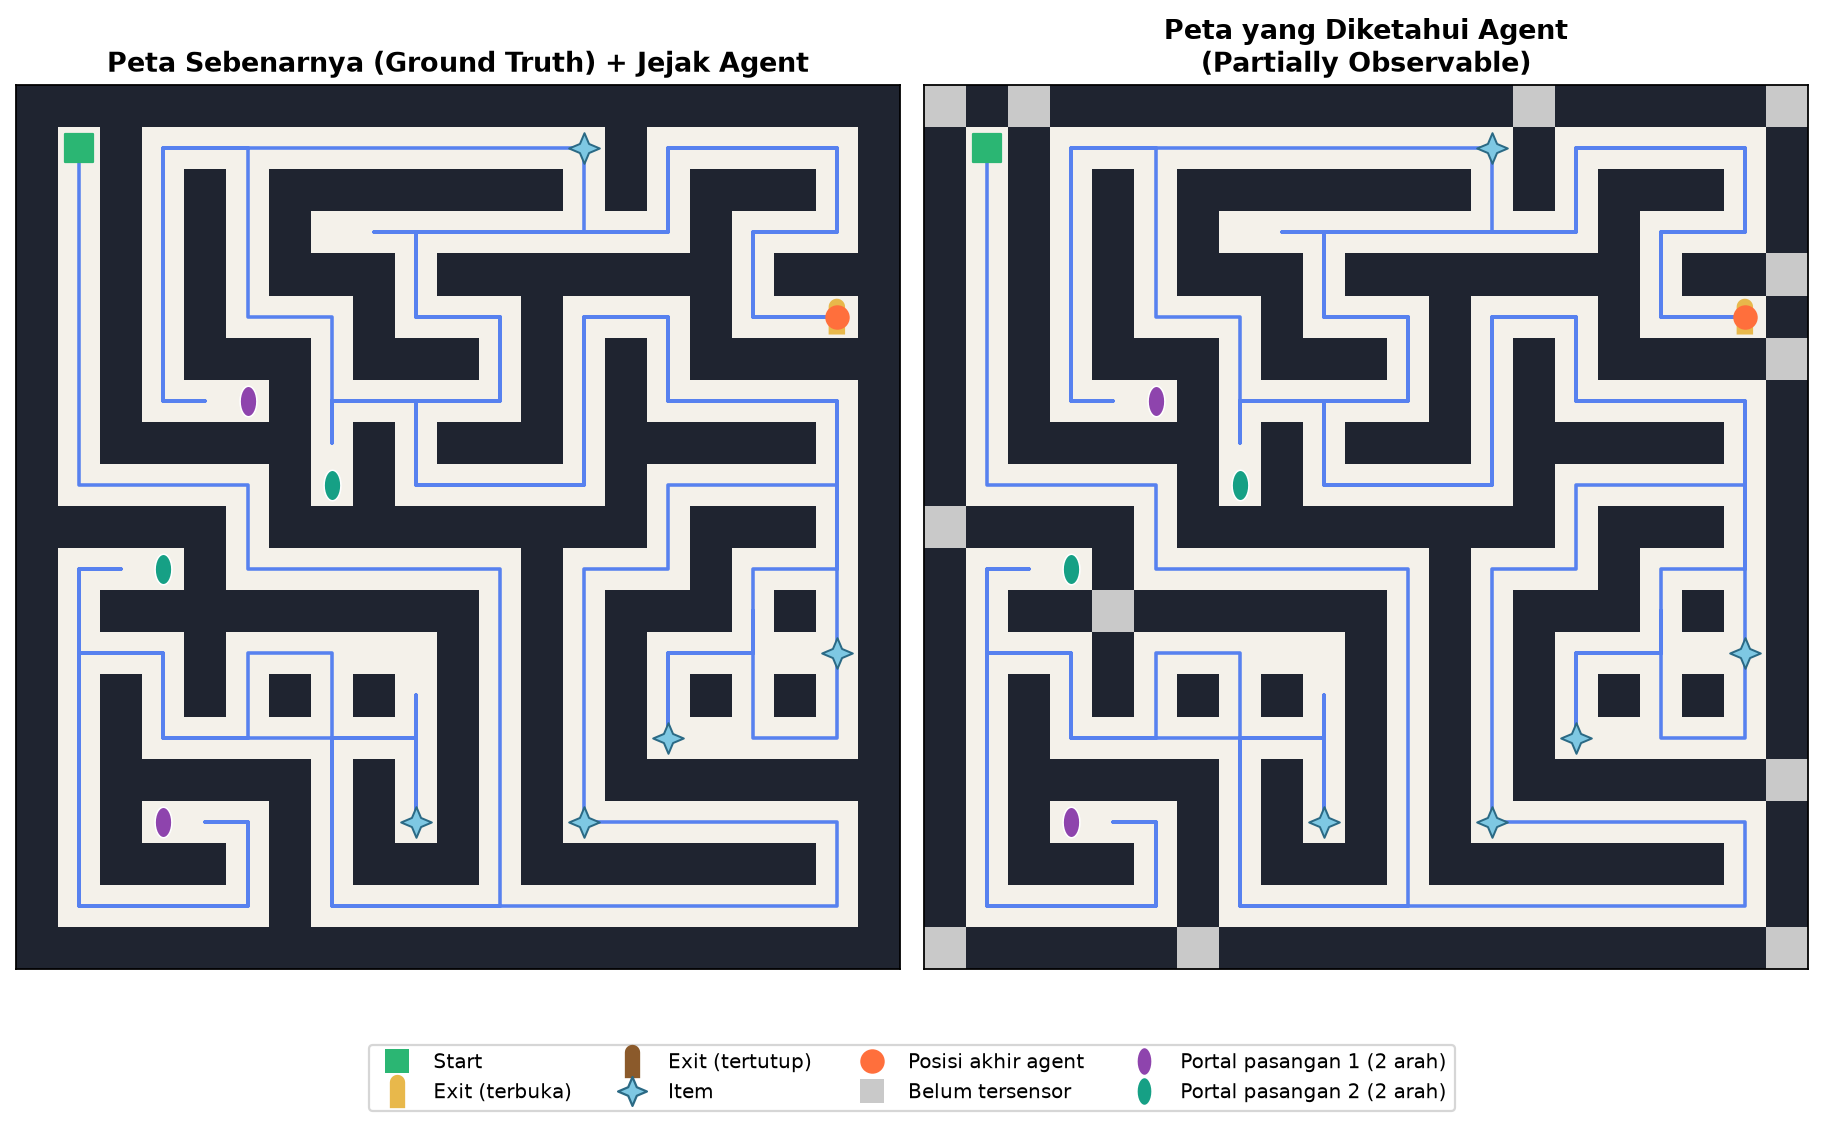 Peta Sebenarnya (Ground Truth) + Jejak Agent
Peta yang Diketahui Agent
(Partially Observable)
Start
Exit (terbuka)
Exit (tertutup)
Item
Posisi akhir agent
Belum tersensor
Portal pasangan 1 (2 arah)
Portal pasangan 2 (2 arah)